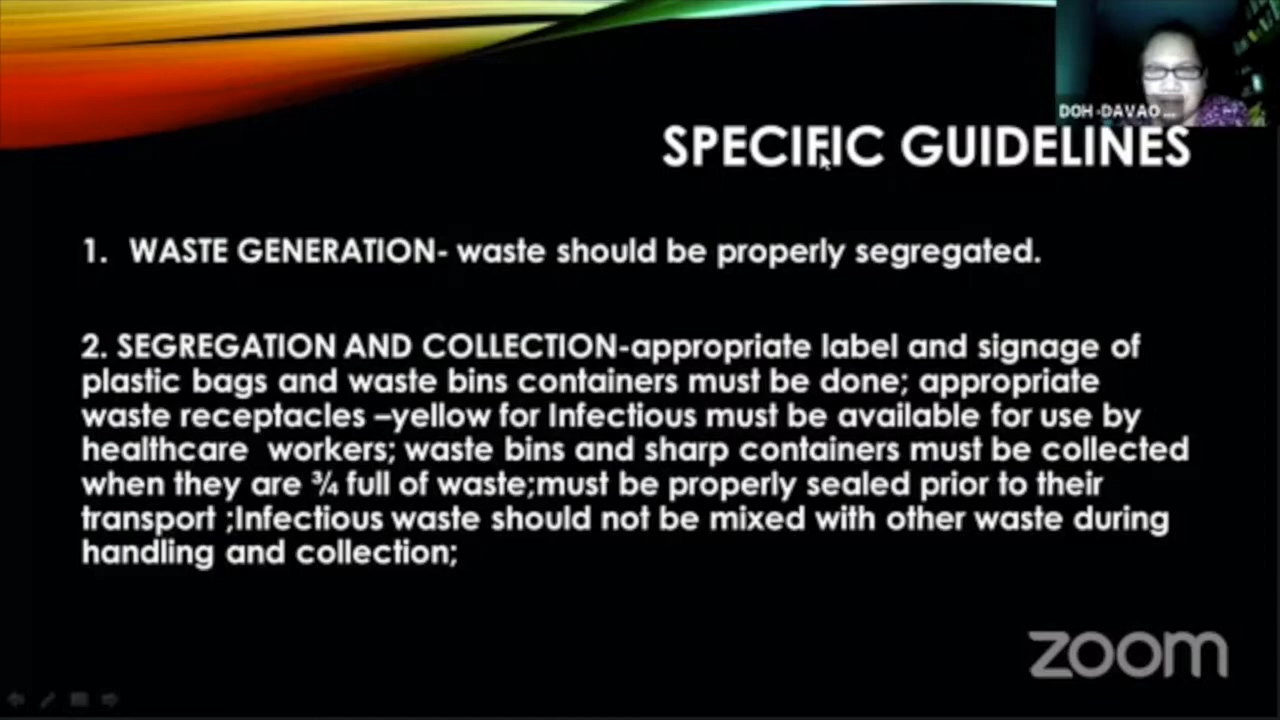 DOH-DAVAO ...
SPECIFIC GUIDELINES
1. WASTE GENERATION- waste should be properly segregated.
2. SEGREGATION AND COLLECTION-appropriate label and signage of
plastic bags and waste bins containers must be done; appropriate
waste receptacles –yellow for Infectious must be available for use by
healthcare workers; waste bins and sharp containers must be collected
when they are ¾ full of waste;must be properly sealed prior to their
transport ;Infectious waste should not be mixed with other waste during
handling and collection;
zoom